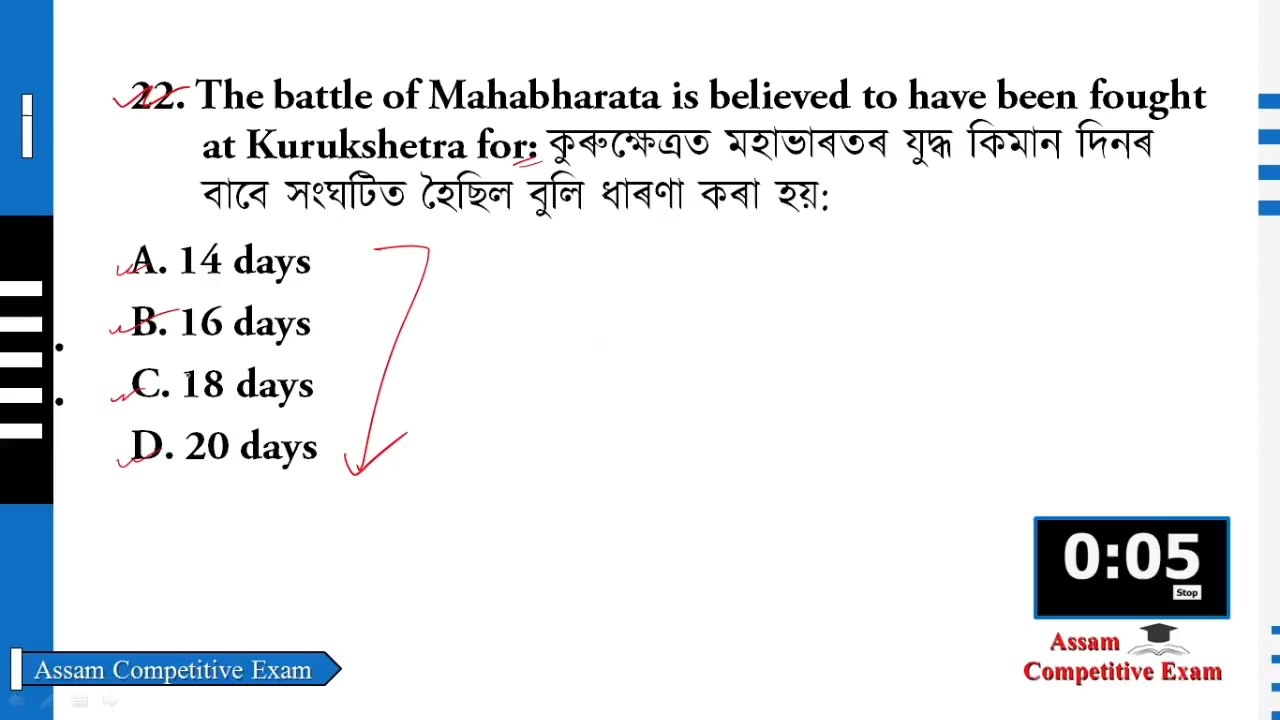 22. The battle of Mahabharata is believed to have been fought
at Kurukshetra for: কুৰুক্ষেত্ৰত মহাভাৰতৰ যুদ্ধ কিমান দিনৰ
বাবে সংঘটিত হৈছিল বুলি ধাৰণা কৰা হয়:
A. 14 days
B. 16 days
C. 18 days
D. 20 days
0:05
Stop
Assam
Competitive Exam
Assam Competitive Exam